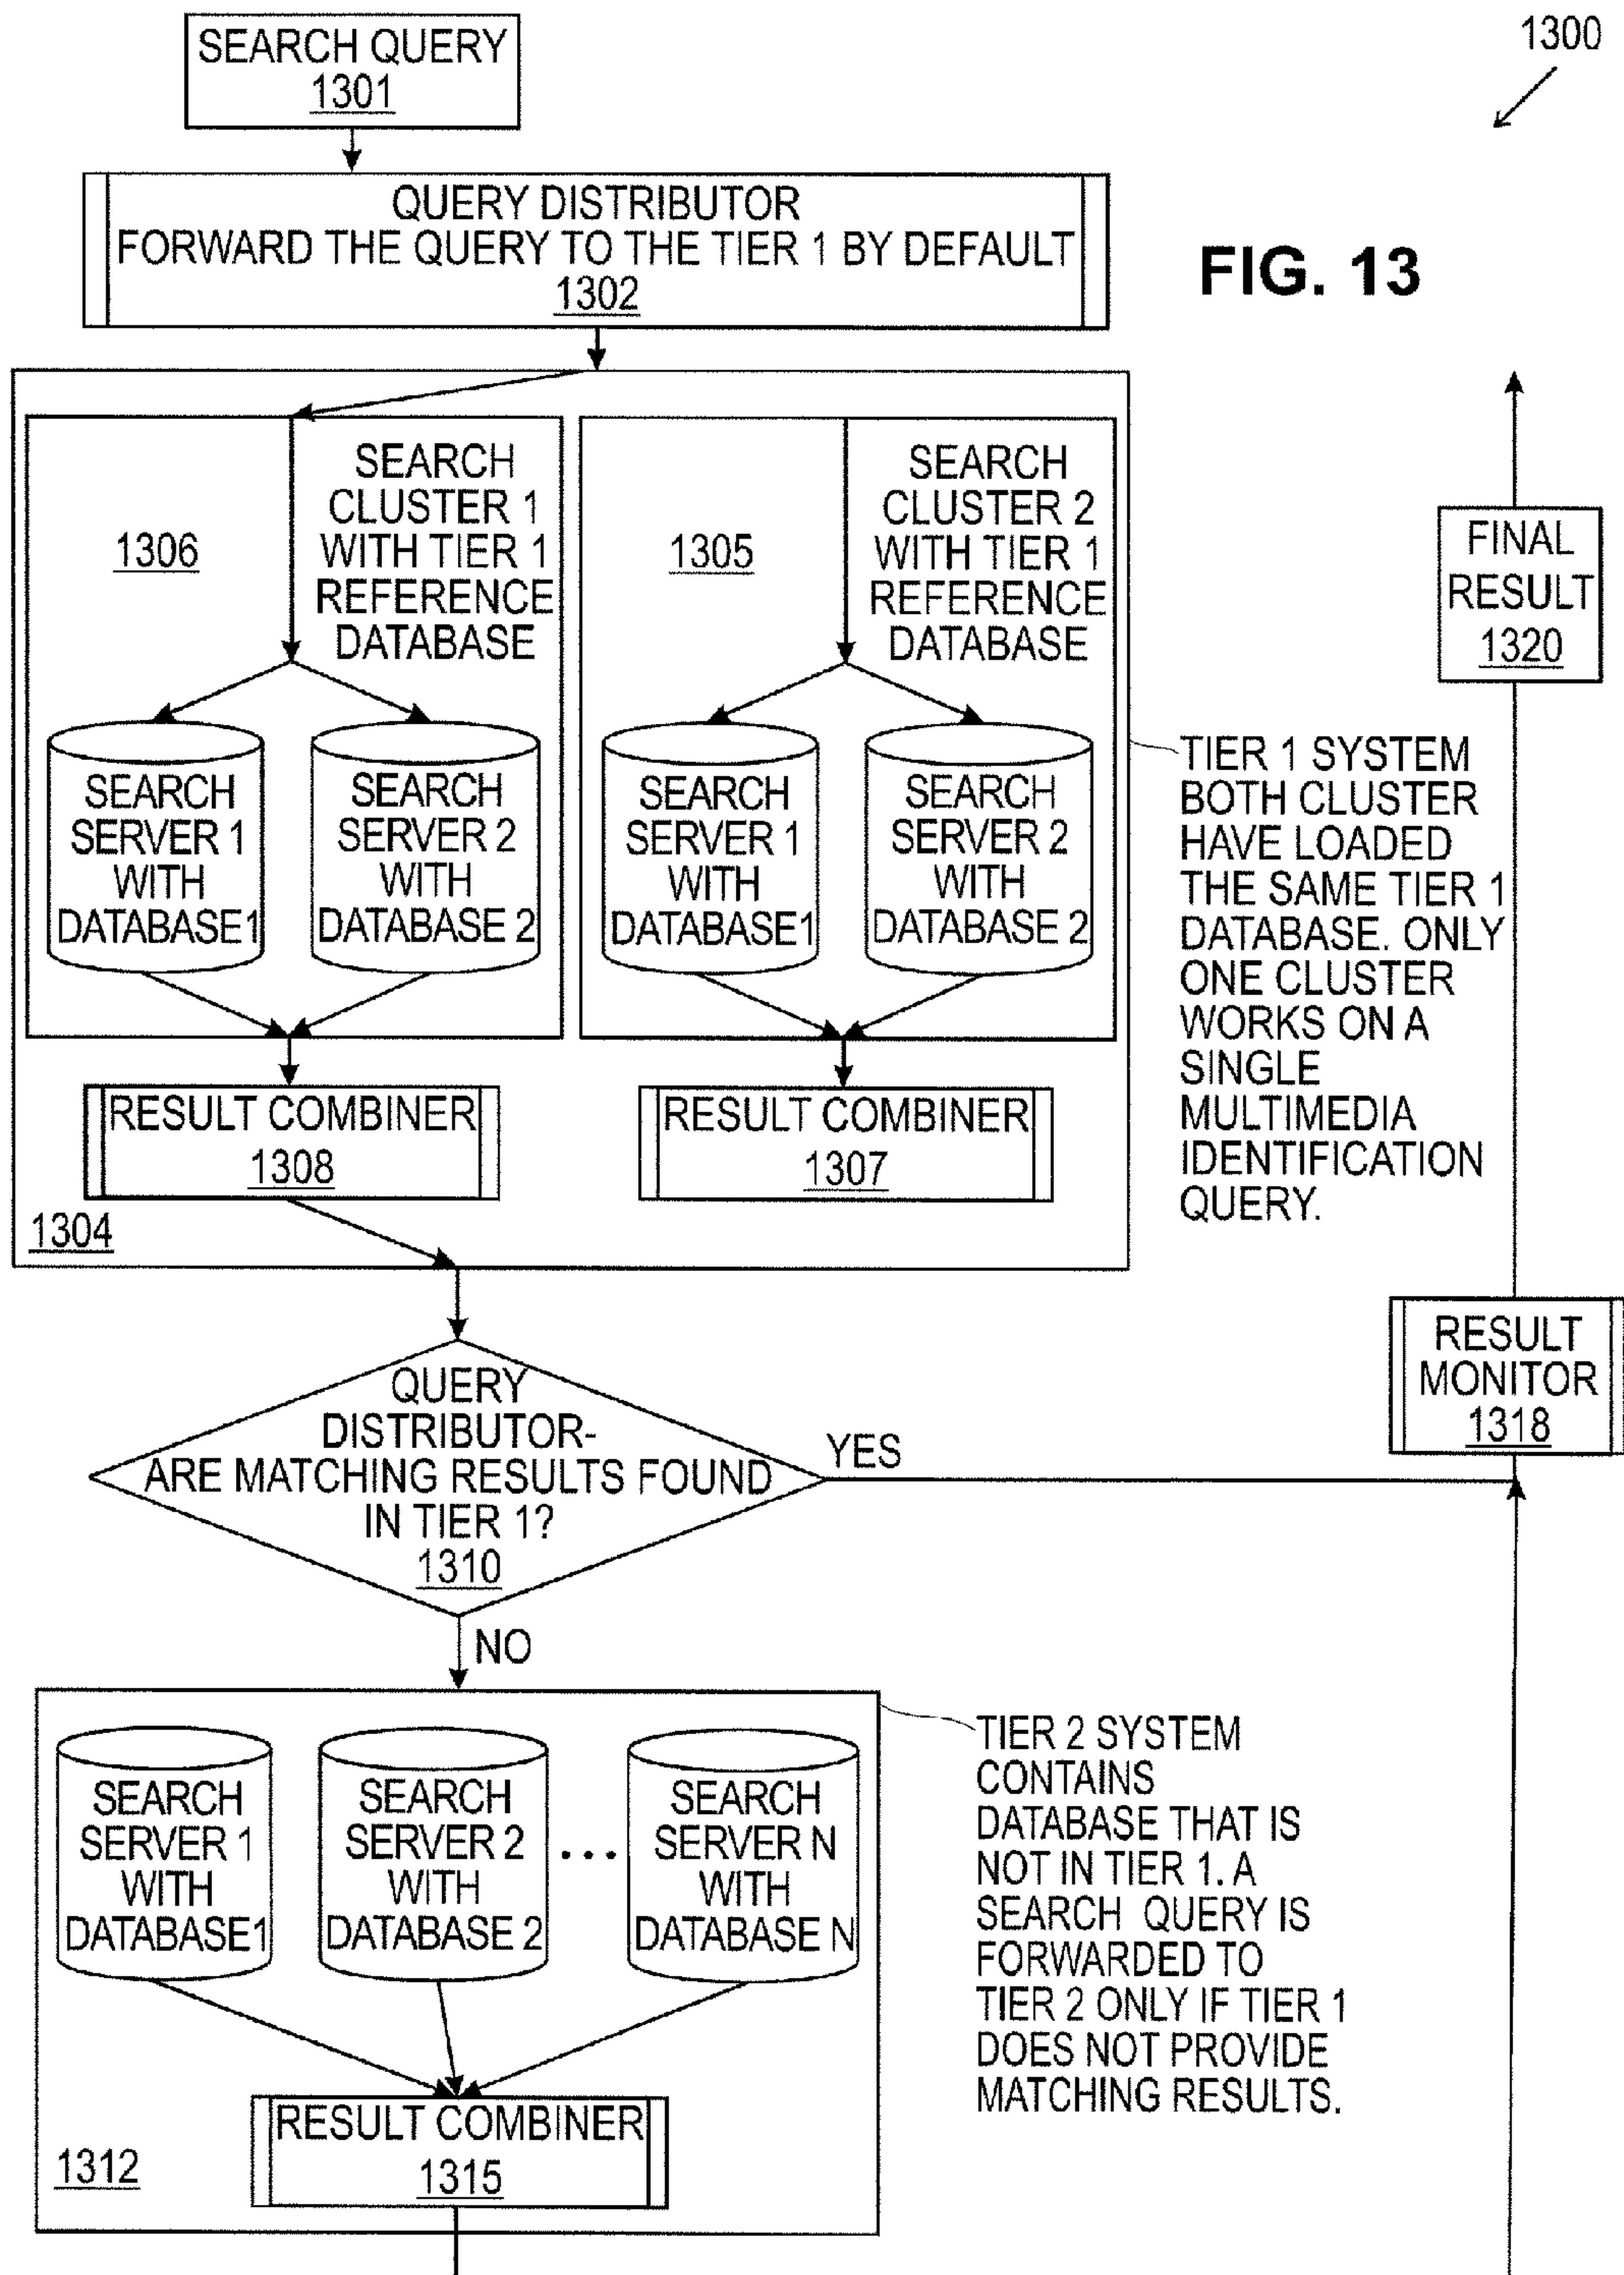 SEARCH QUERY
1301
1300
QUERY DISTRIBUTOR
FORWARD THE QUERY TO THE TIER 1 BY DEFAULT
1302
FIG. 13
1306
SEARCH
CLUSTER 1
WITH TIER 1
REFERENCE
DATABASE
SEARCH
SERVER 1
WITH
DATABASE1
SEARCH
SERVER 2
WITH
DATABASE 2
1305
SEARCH
CLUSTER 2
WITH TIER 1
REFERENCE
DATABASE
SEARCH
SERVER 1
WITH
DATABASE1
SEARCH
SERVER 2
WITH
DATABASE 2
RESULT COMBINER
1308
RESULT COMBINER
1307
1304
FINAL
RESULT
1320
TIER 1 SYSTEM
BOTH CLUSTER
HAVE LOADED
THE SAME TIER 1
DATABASE. ONLY
ONE CLUSTER
WORKS ON A
SINGLE
MULTIMEDIA
IDENTIFICATION
QUERY.
RESULT
MONITOR
1318
QUERY
DISTRIBUTOR-
ARE MATCHING RESULTS FOUND
IN TIER 1?
1310
YES
NO
SEARCH
SERVER 1
WITH
DATABASE1
SEARCH
SERVER 2
WITH
DATABASE 2
...
SEARCH
SERVER N
WITH
DATABASE N
RESULT COMBINER
1315
1312
TIER 2 SYSTEM
CONTAINS
DATABASE THAT IS
NOT IN TIER 1. A
SEARCH QUERY IS
FORWARDED TO
TIER 2 ONLY IF TIER 1
DOES NOT PROVIDE
MATCHING RESULTS.